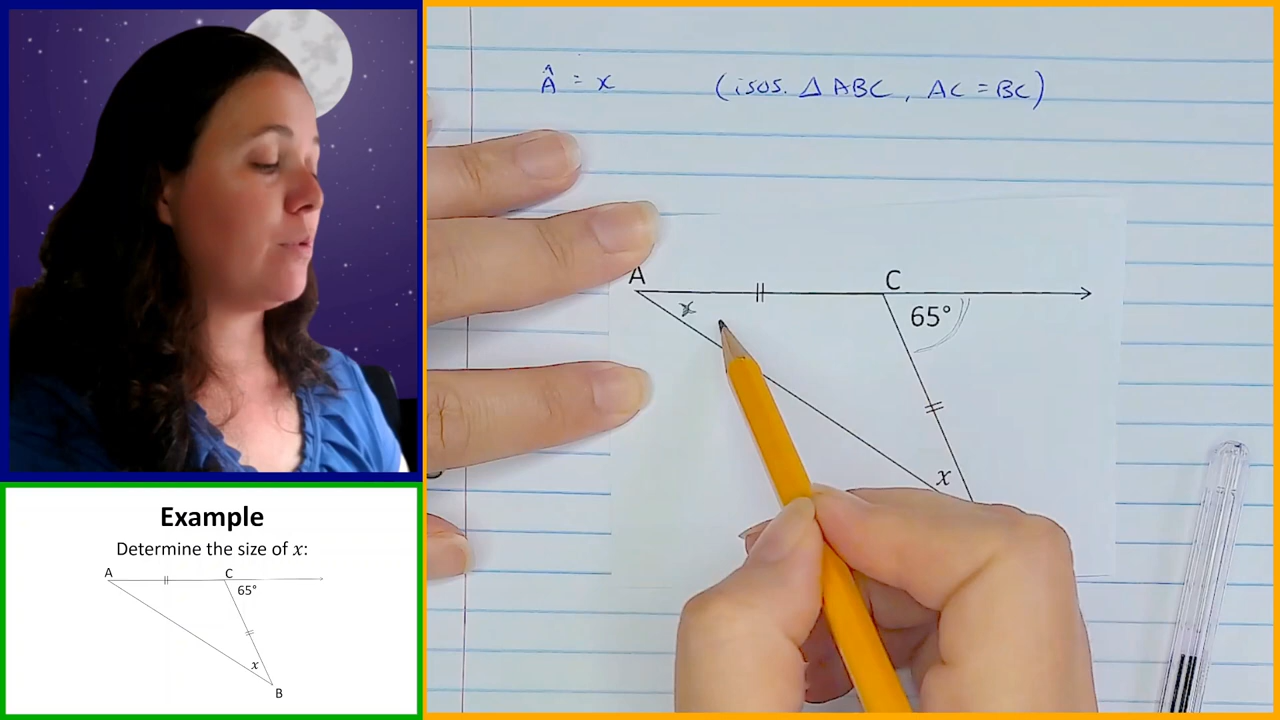 Â = x (isos. Δ ABC, AC = BC)
A C
x 65°
x
Example
Determine the size of x:
A C
65°
x
B